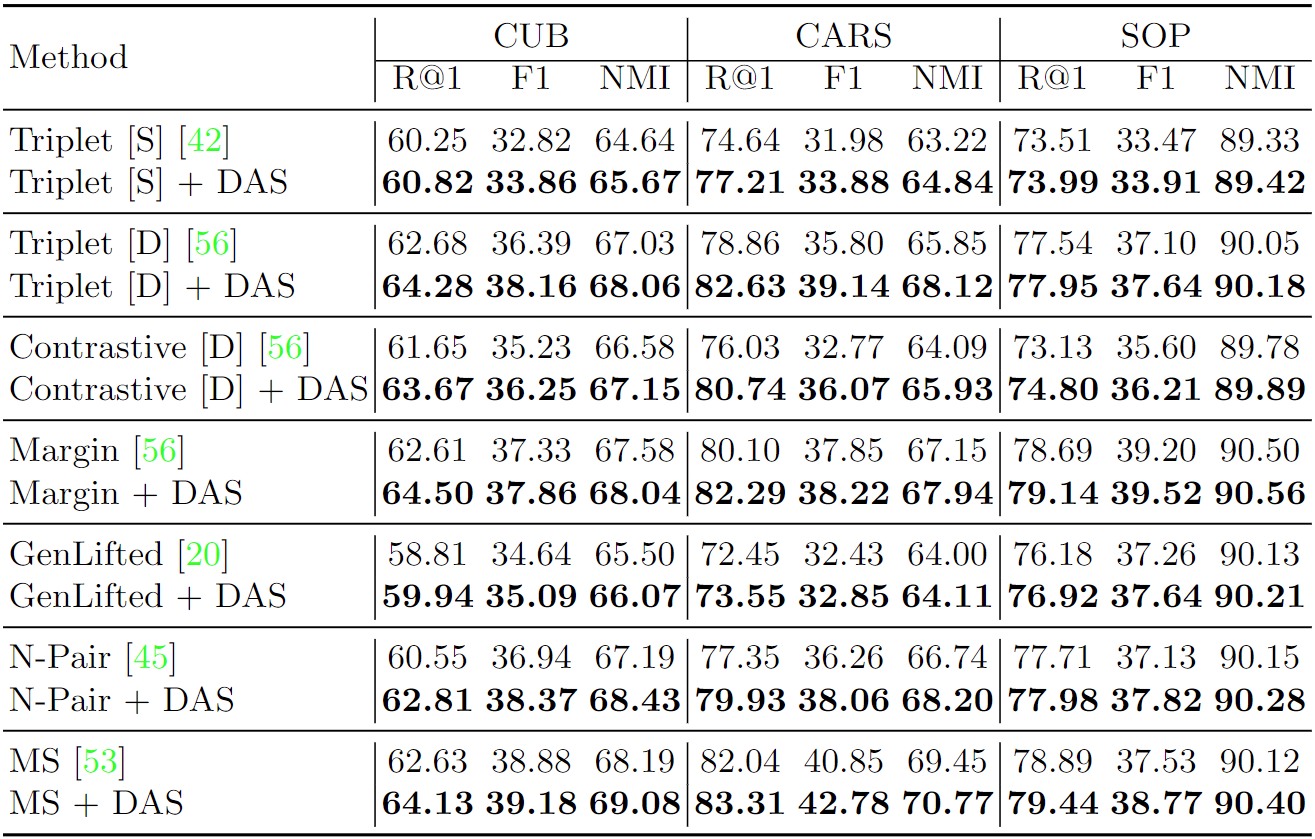 Method CUB CARS SOP
R@1 F1 NMI R@1 F1 NMI R@1 F1 NMI
Triplet [S] [42] 60.25 32.82 64.64 74.64 31.98 63.22 73.51 33.47 89.33
Triplet [S] + DAS 60.82 33.86 65.67 77.21 33.88 64.84 73.99 33.91 89.42
Triplet [D] [56] 62.68 36.39 67.03 78.86 35.80 65.85 77.54 37.10 90.05
Triplet [D] + DAS 64.28 38.16 68.06 82.63 39.14 68.12 77.95 37.64 90.18
Contrastive [D] [56] 61.65 35.23 66.58 76.03 32.77 64.09 73.13 35.60 89.78
Contrastive [D] + DAS 63.67 36.25 67.15 80.74 36.07 65.93 74.80 36.21 89.89
Margin [56] 62.61 37.33 67.58 80.10 37.85 67.15 78.69 39.20 90.50
Margin + DAS 64.50 37.86 68.04 82.29 38.22 67.94 79.14 39.52 90.56
GenLifted [20] 58.81 34.64 65.50 72.45 32.43 64.00 76.18 37.26 90.13
GenLifted + DAS 59.94 35.09 66.07 73.55 32.85 64.11 76.92 37.64 90.21
N-Pair [45] 60.55 36.94 67.19 77.35 36.26 66.74 77.71 37.13 90.15
N-Pair + DAS 62.81 38.37 68.43 79.93 38.06 68.20 77.98 37.82 90.28
MS [53] 62.63 38.88 68.19 82.04 40.85 69.45 78.89 37.53 90.12
MS + DAS 64.13 39.18 69.08 83.31 42.78 70.77 79.44 38.77 90.40